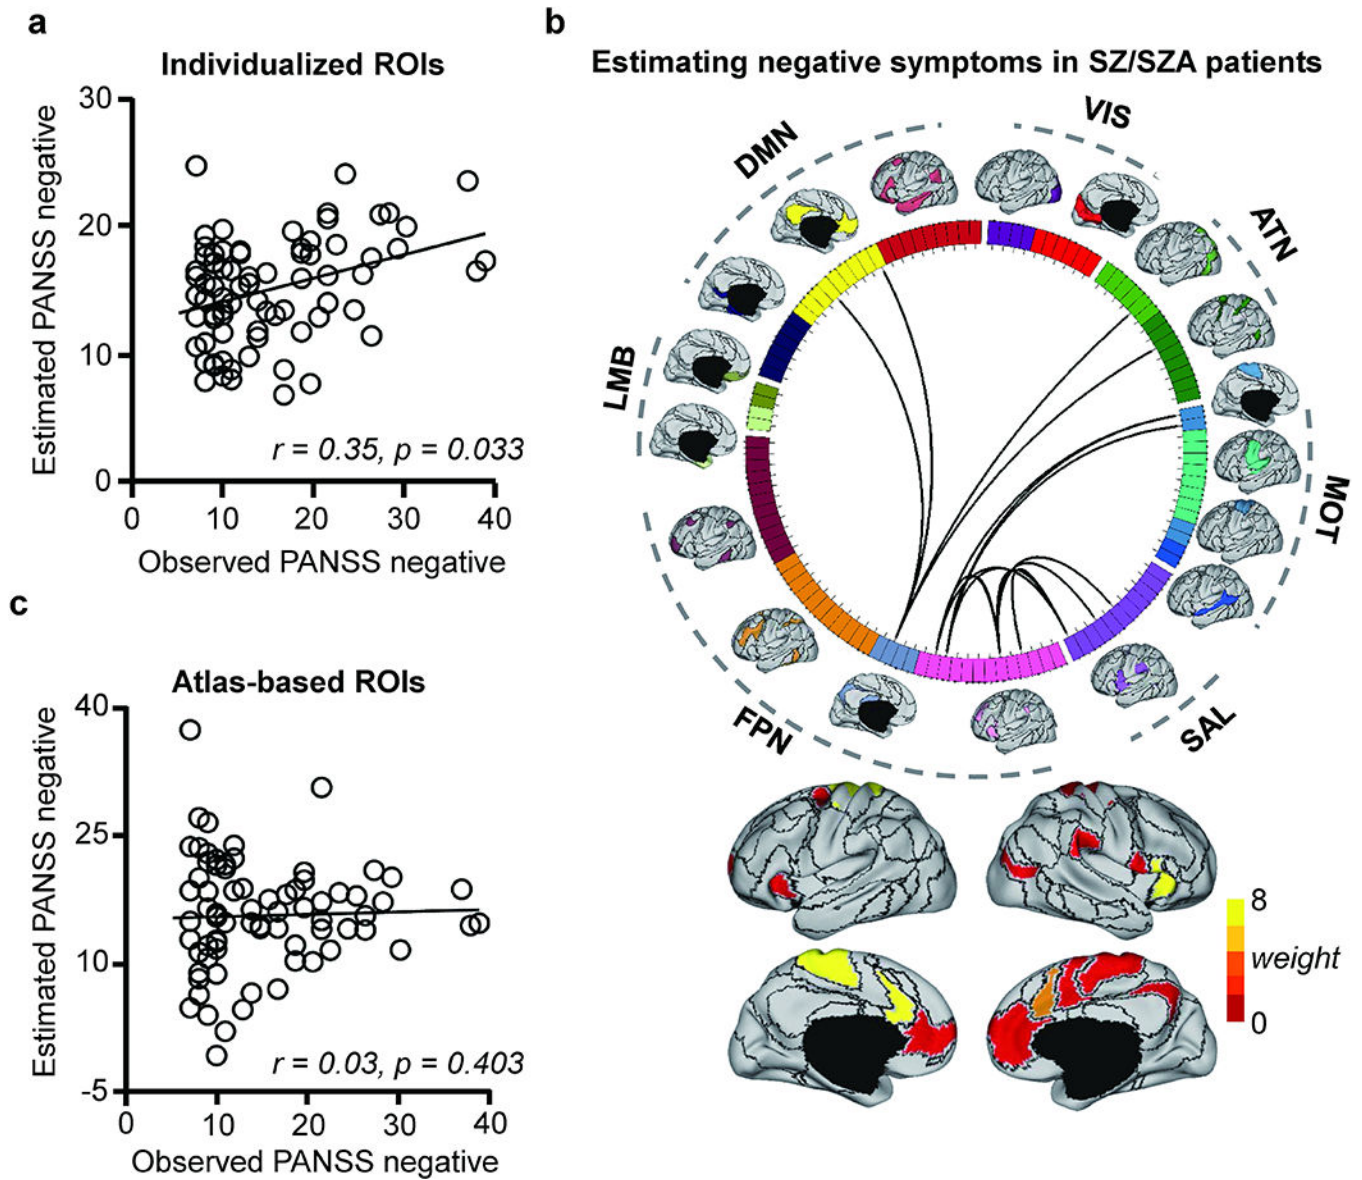 a
Individualized ROIs
Estimated PANSS negative
30
20
10
0
r = 0.35, p = 0.033
0 10 20 30 40
Observed PANSS negative
b
Estimating negative symptoms in SZ/SZA patients
VIS
DMN
ATN
LMB
MOT
FPN
SAL
8
weight
0
c
Atlas-based ROIs
Estimated PANSS negative
40
25
10
-5
r = 0.03, p = 0.403
0 10 20 30 40
Observed PANSS negative